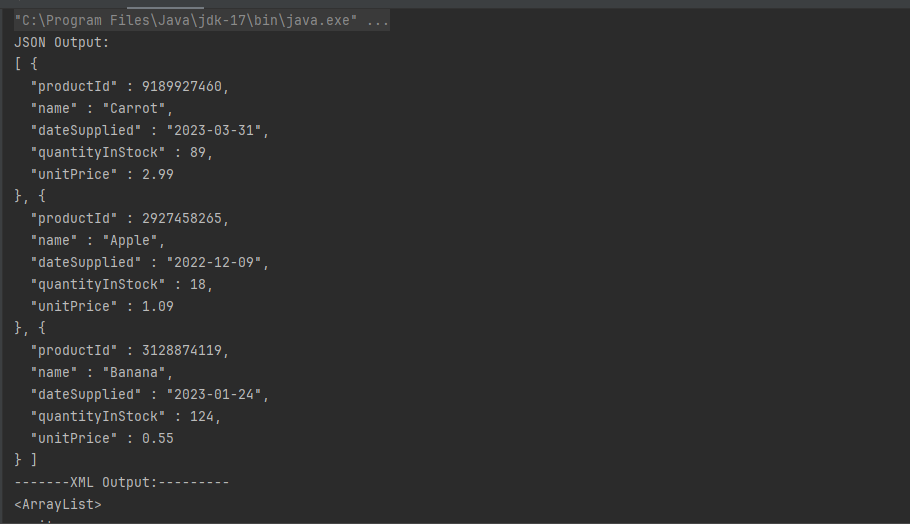 "C:\Program Files\Java\jdk-17\bin\java.exe" ...
JSON Output:
[ {
  "productId" : 9189927460,
  "name" : "Carrot",
  "dateSupplied" : "2023-03-31",
  "quantityInStock" : 89,
  "unitPrice" : 2.99
}, {
  "productId" : 2927458265,
  "name" : "Apple",
  "dateSupplied" : "2022-12-09",
  "quantityInStock" : 18,
  "unitPrice" : 1.09
}, {
  "productId" : 3128874119,
  "name" : "Banana",
  "dateSupplied" : "2023-01-24",
  "quantityInStock" : 124,
  "unitPrice" : 0.55
} ]
-------XML Output:---------
<ArrayList>